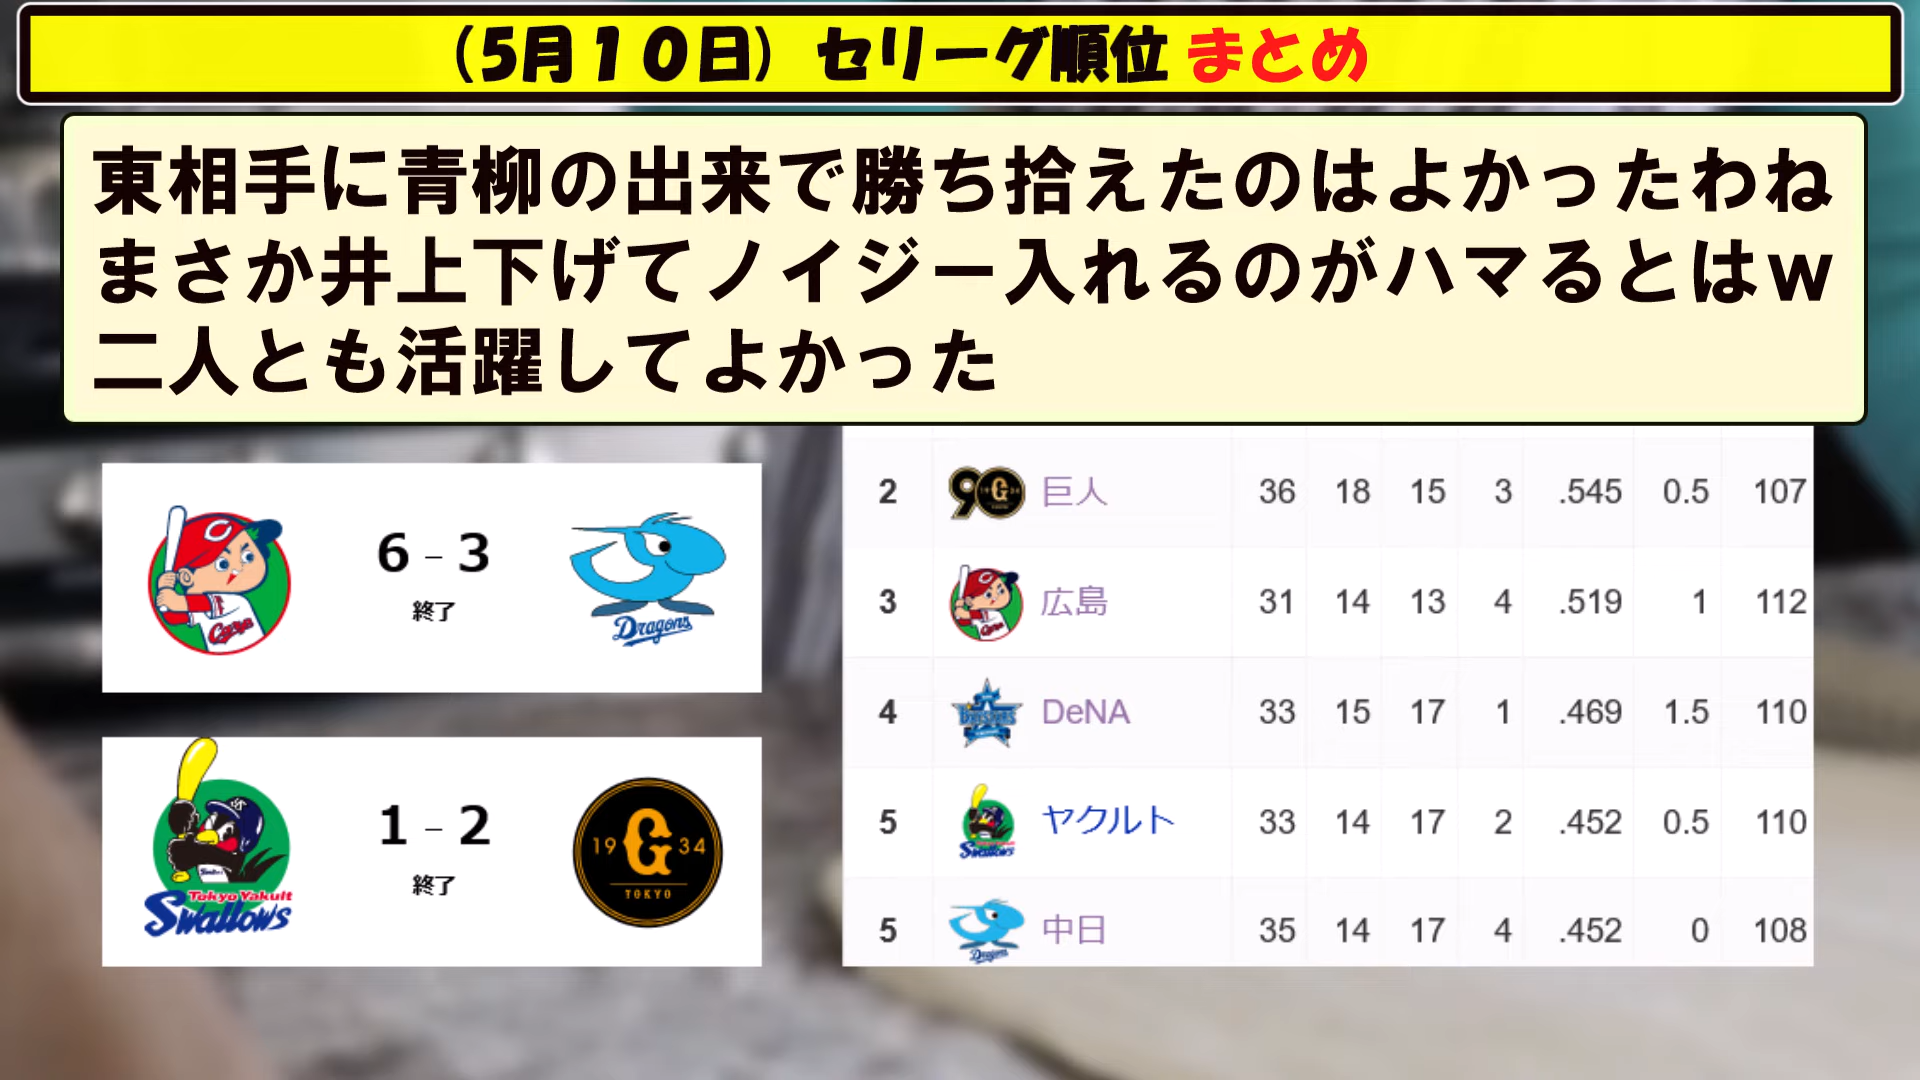 （5月１０日）セリーグ順位 まとめ
東相手に青柳の出来で勝ち拾えたのはよかったわね
まさか井上下げてノイジー入れるのがハマるとはｗ
二人とも活躍してよかった
6 – 3
終了
C
Carp
Dragons
1 – 2
終了
Tokyo Yakult
Swallows
19 G 34
TOKYO
2 巨人 36 18 15 3 .545 0.5 107
3 広島 31 14 13 4 .519 1 112
4 DeNA 33 15 17 1 .469 1.5 110
5 ヤクルト 33 14 17 2 .452 0.5 110
5 中日 35 14 17 4 .452 0 108